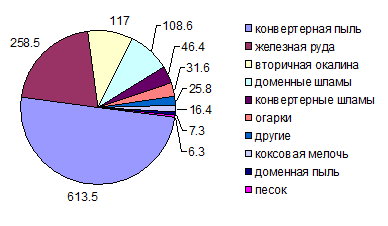 117
108.6
46.4
31.6
25.8
16.4
7.3
6.3
258.5
613.5
конвертерная пыль
железная руда
вторичная окалина
доменные шламы
конвертерные шламы
огарки
другие
коксовая мелочь
доменная пыль
песок